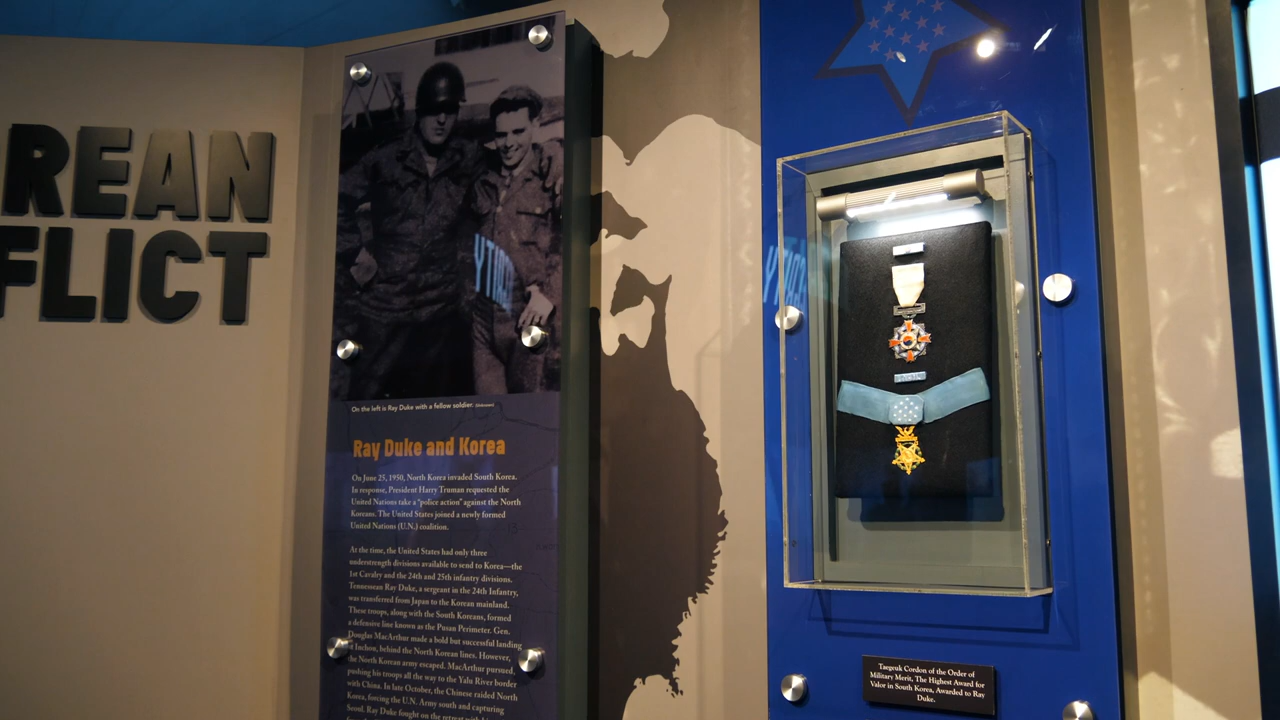 REAN
FLICT
On the left is Ray Duke with a fellow soldier.
Ray Duke and Korea
On June 25, 1950, North Korea invaded South Korea.
In response, President Harry Truman requested the
United Nations take a "police action" against the North
Koreans. The United States joined a newly formed
United Nations (U.N.) coalition.
At the time, the United States had only three
understrength divisions available to send to Korea—the
1st Cavalry and the 24th and 25th infantry divisions.
Tennessean Ray Duke, a sergeant in the 24th Infantry,
was transferred from Japan to the Korean mainland.
These troops, along with the South Koreans, formed
a defensive line known as the Pusan Perimeter. Gen.
Douglas MacArthur made a bold but successful landing
at Inchon, behind the North Korean lines. However,
the North Korean army escaped. MacArthur pursued,
pushing his troops all the way to the Yalu River border
with China. In late October, the Chinese raided North
Korea, forcing the U.N. Army south and capturing
Seoul. Ray Duke fought on the retreat with
Taegeuk Cordon of the Order of
Military Merit, The Highest Award for
Valor in South Korea, Awarded to Ray
Duke.